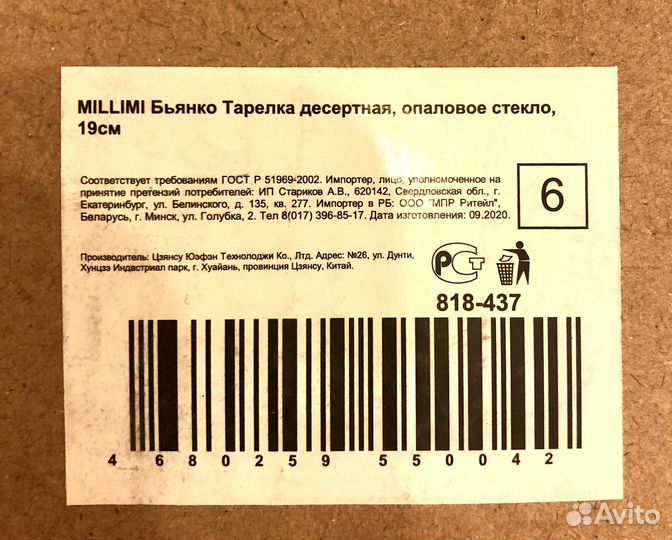 MILLIMI Бьянко Тарелка десертная, опаловое стекло,
19см
Соответствует требованиям ГОСТ Р 51969-2002. Импортер, лицо, уполномоченное на
принятие претензий потребителей: ИП Стариков А.В., 620142, Свердловская обл., г.
Екатеринбург, ул. Белинского, д. 135, кв. 277. Импортер в РБ: ООО "МПР Ритейл",
Беларусь, г. Минск, ул. Голубка, 2. Тел 8(017) 396-85-17. Дата изготовления: 09.2020.
6
Производитель: Цзянсу Юэфэн Технолоджи Ко., Лтд. Адрес: №26, ул. Дунти,
Хунцзэ Индастриал парк, г. Хуайань, провинция Цзянсу, Китай.
РСТ
818-437
4680259550042
Avito